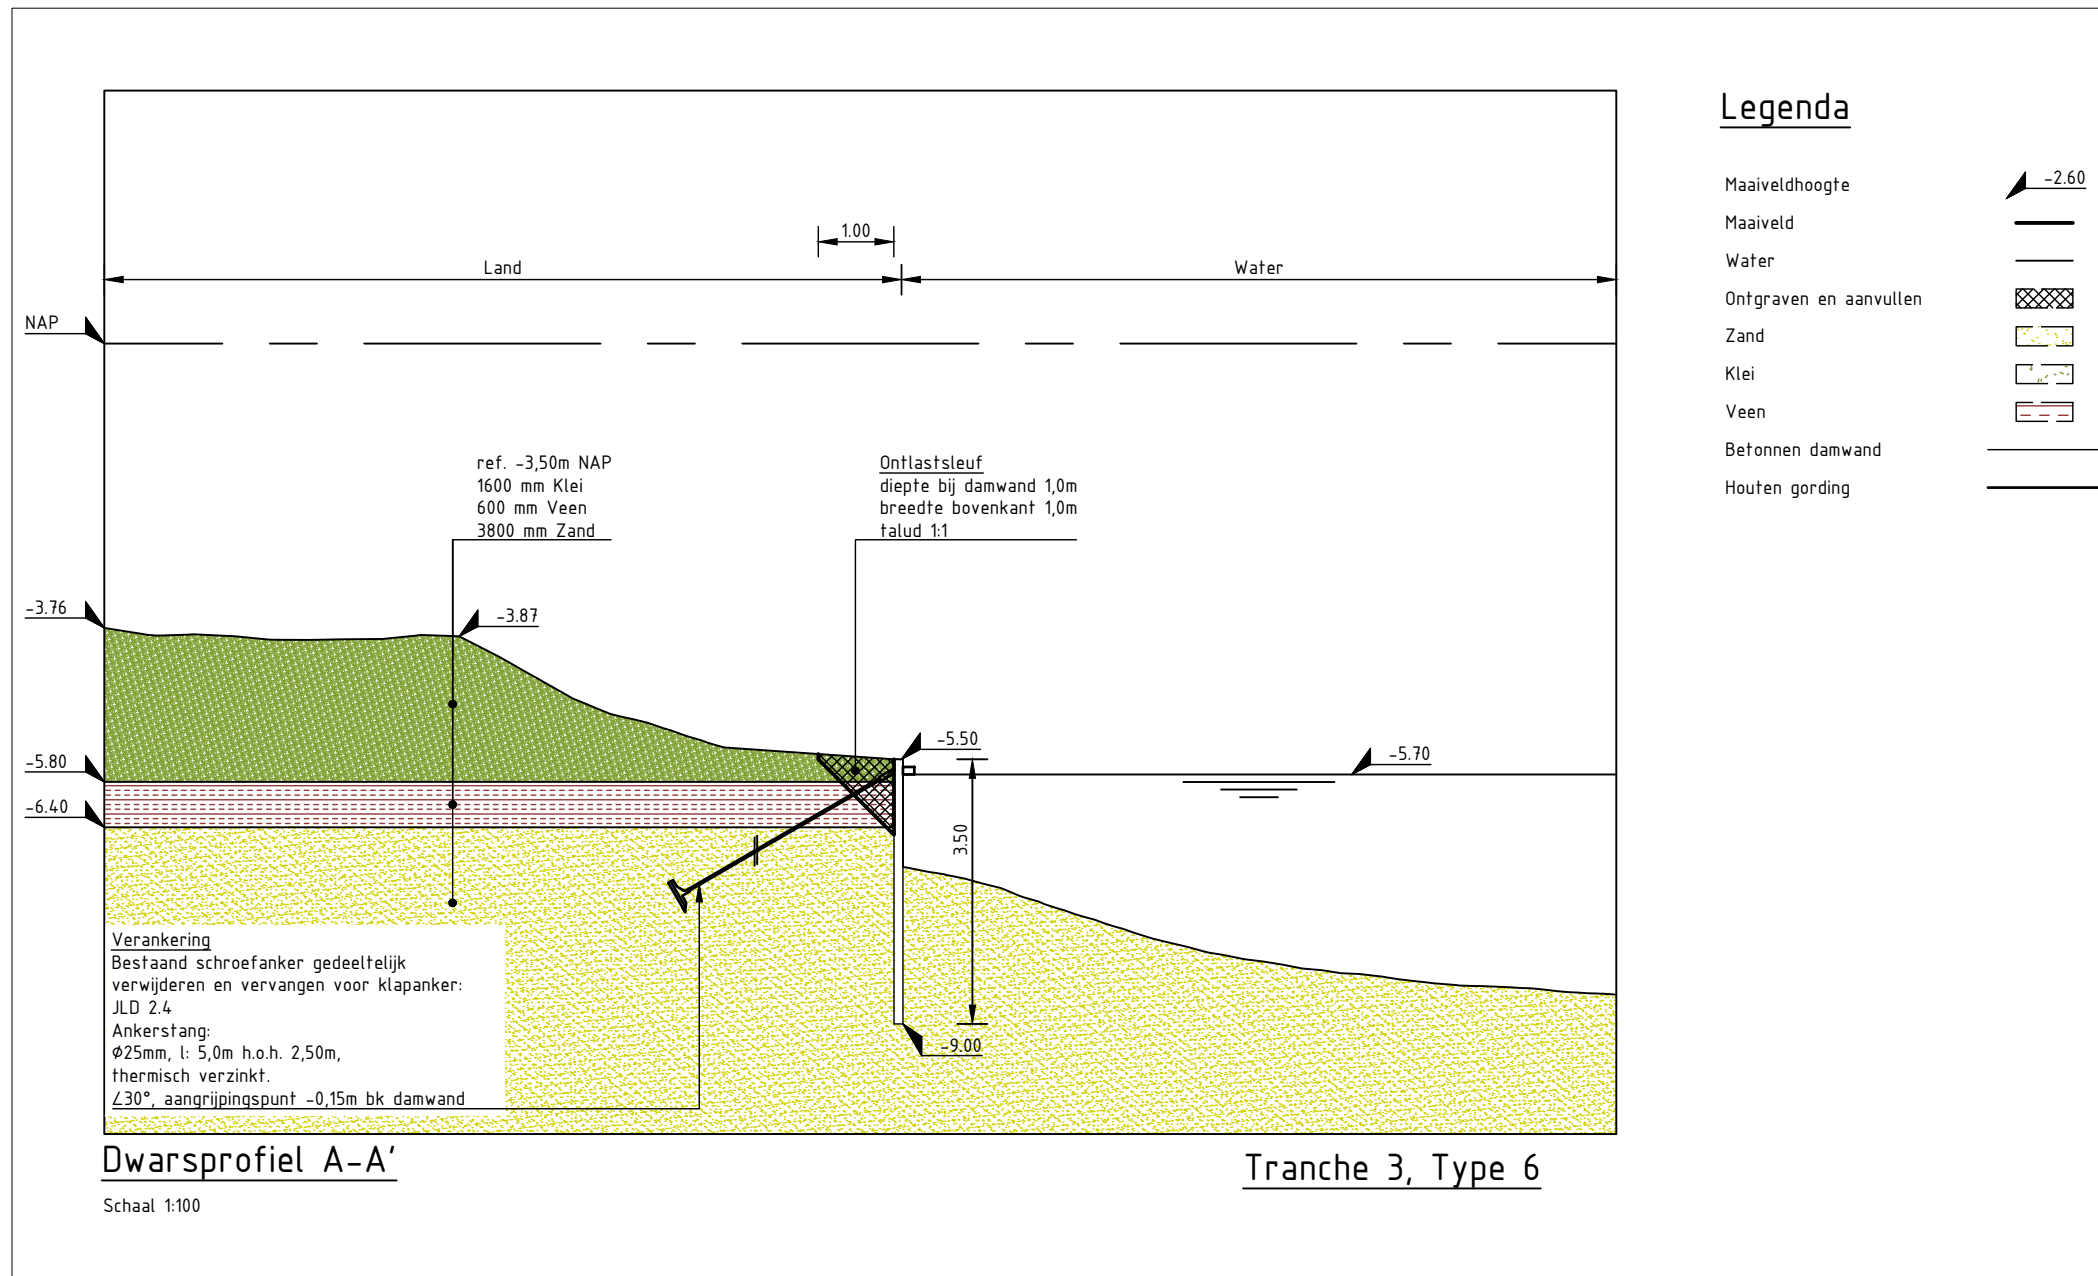 Legenda
Maaiveldhoogte
-2.60
Maaiveld
Water
Ontgraven en aanvullen
Zand
Klei
Veen
Betonnen damwand
Houten gording
1.00
Land
Water
NAP
ref. -3,50m NAP
1600 mm Klei
600 mm Veen
3800 mm Zand
Ontlastsleuf
diepte bij damwand 1,0m
breedte bovenkant 1,0m
talud 1:1
-3.76
-3.87
-5.50
-5.70
-5.80
-6.40
3.50
-9.00
Verankering
Bestaand schroefanker gedeeltelijk
verwijderen en vervangen voor klapanker:
JLD 2.4
Ankerstang:
Ø25mm, l: 5,0m h.o.h. 2,50m,
thermisch verzinkt.
∠30°, aangrijpingspunt -0,15m bk damwand
Dwarsprofiel A-A'
Schaal 1:100
Tranche 3, Type 6